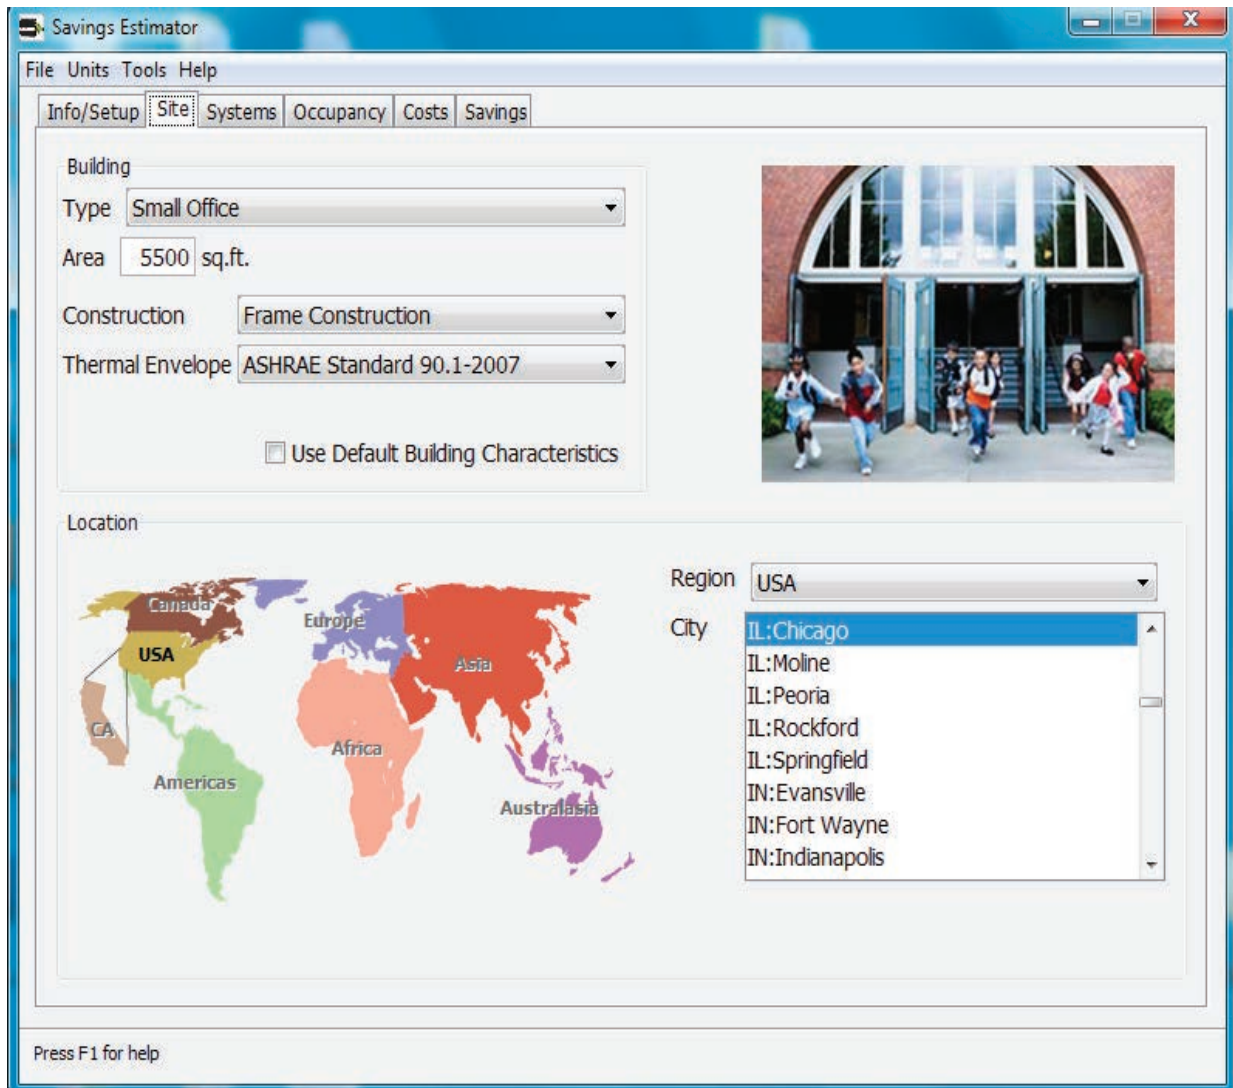 Savings Estimator
File Units Tools Help
Info/Setup Site Systems Occupancy Costs Savings
Building
Type Small Office
Area 5500 sq.ft.
Construction Frame Construction
Thermal Envelope ASHRAE Standard 90.1-2007
Use Default Building Characteristics
Location
Region USA
City IL:Chicago
IL:Moline
IL:Peoria
IL:Rockford
IL:Springfield
IN:Evansville
IN:Fort Wayne
IN:Indianapolis
Canada
Europe
USA
Asia
CA
Africa
Americas
Australasia
Press F1 for help